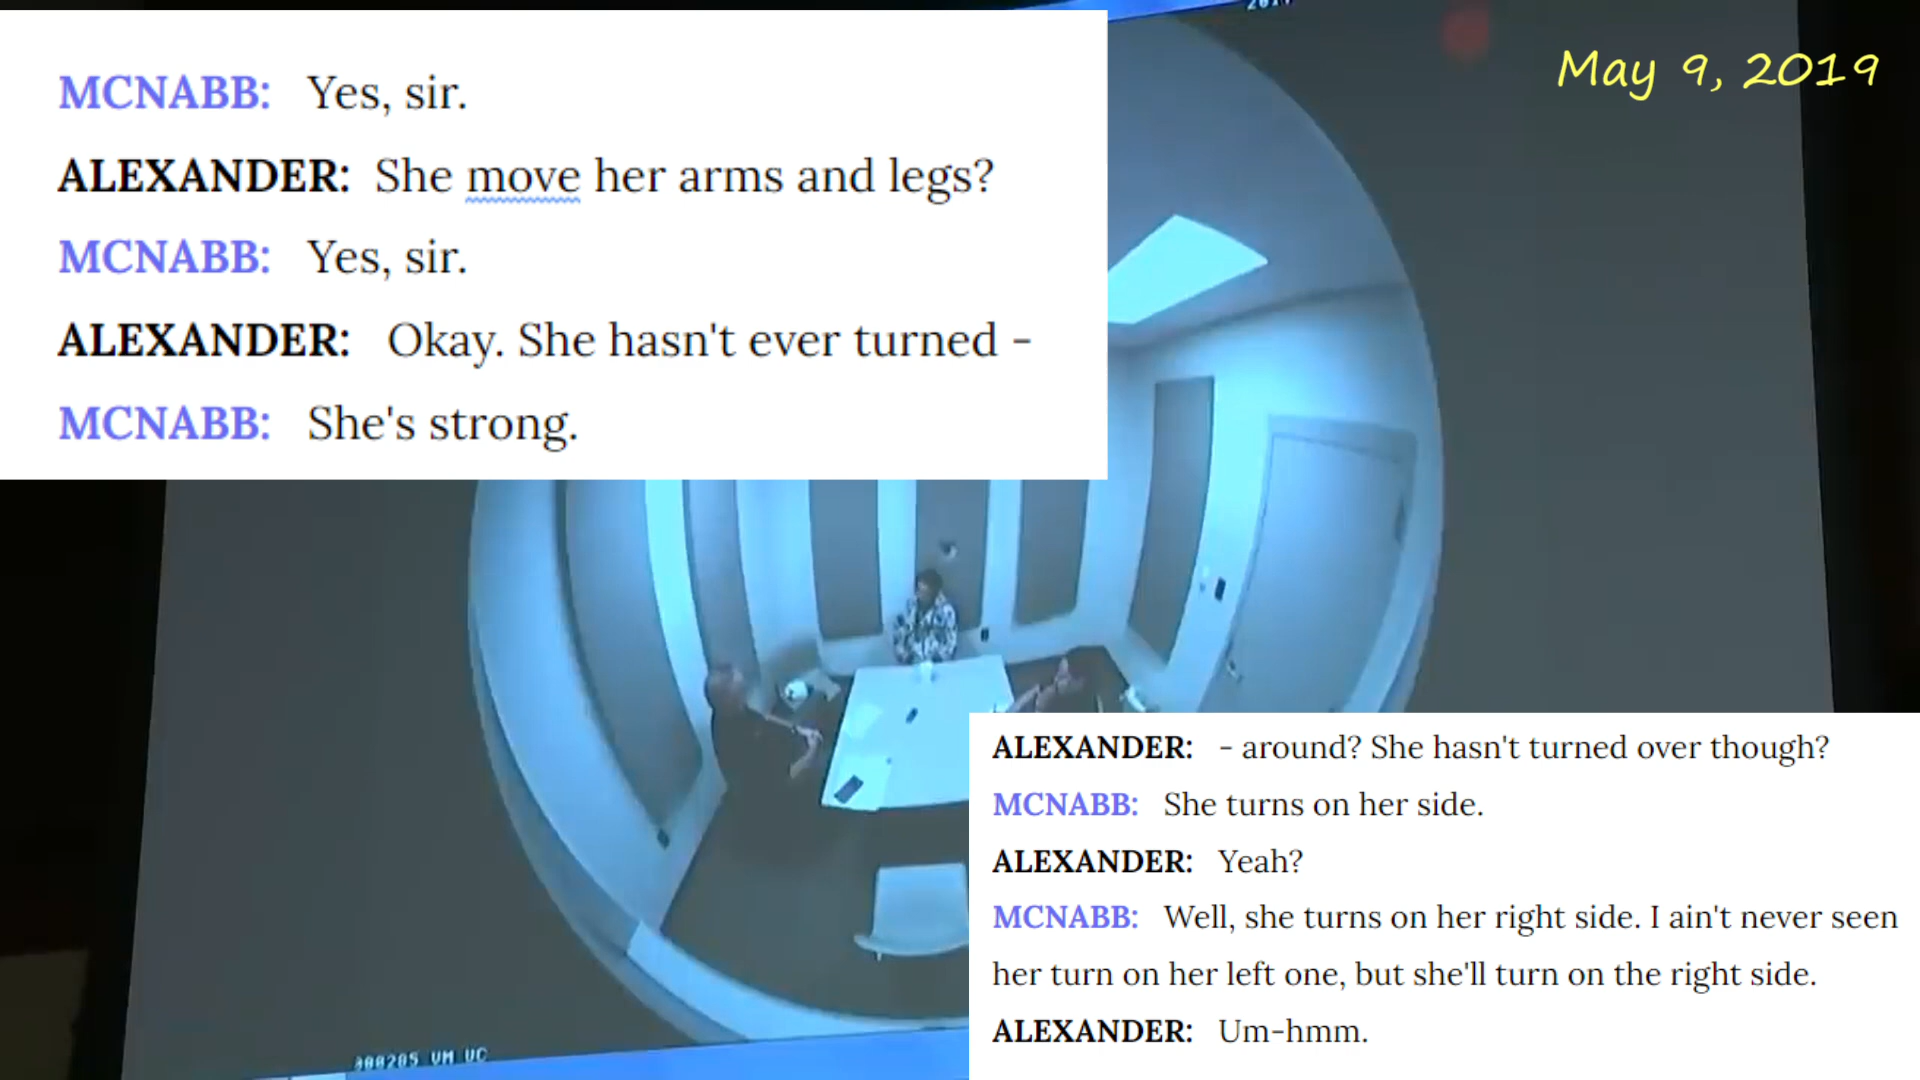 May 9, 2019
MCNABB: Yes, sir.
ALEXANDER: She move her arms and legs?
MCNABB: Yes, sir.
ALEXANDER: Okay. She hasn't ever turned -
MCNABB: She's strong.
ALEXANDER: - around? She hasn't turned over though?
MCNABB: She turns on her side.
ALEXANDER: Yeah?
MCNABB: Well, she turns on her right side. I ain't never seen
her turn on her left one, but she'll turn on the right side.
ALEXANDER: Um-hmm.